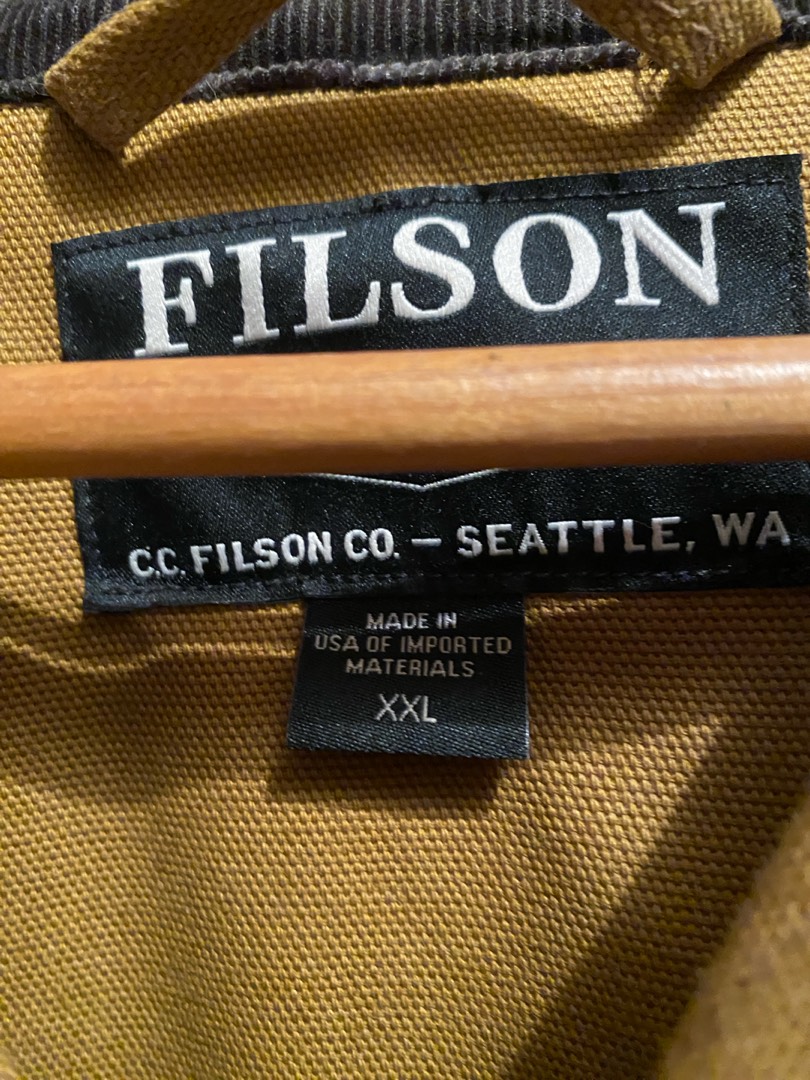 FILSON
C.C. FILSON CO. – SEATTLE, WA
MADE IN
USA OF IMPORTED
MATERIALS
XXL